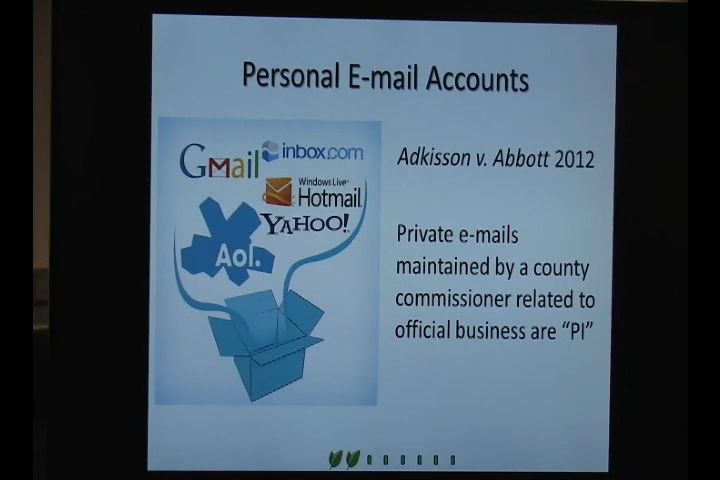 Personal E-mail Accounts
GMail
inbox.com
Windows Live™
Hotmail
YAHOO!
Aol.
Adkisson v. Abbott 2012
Private e-mails
maintained by a county
commissioner related to
official business are “PI”